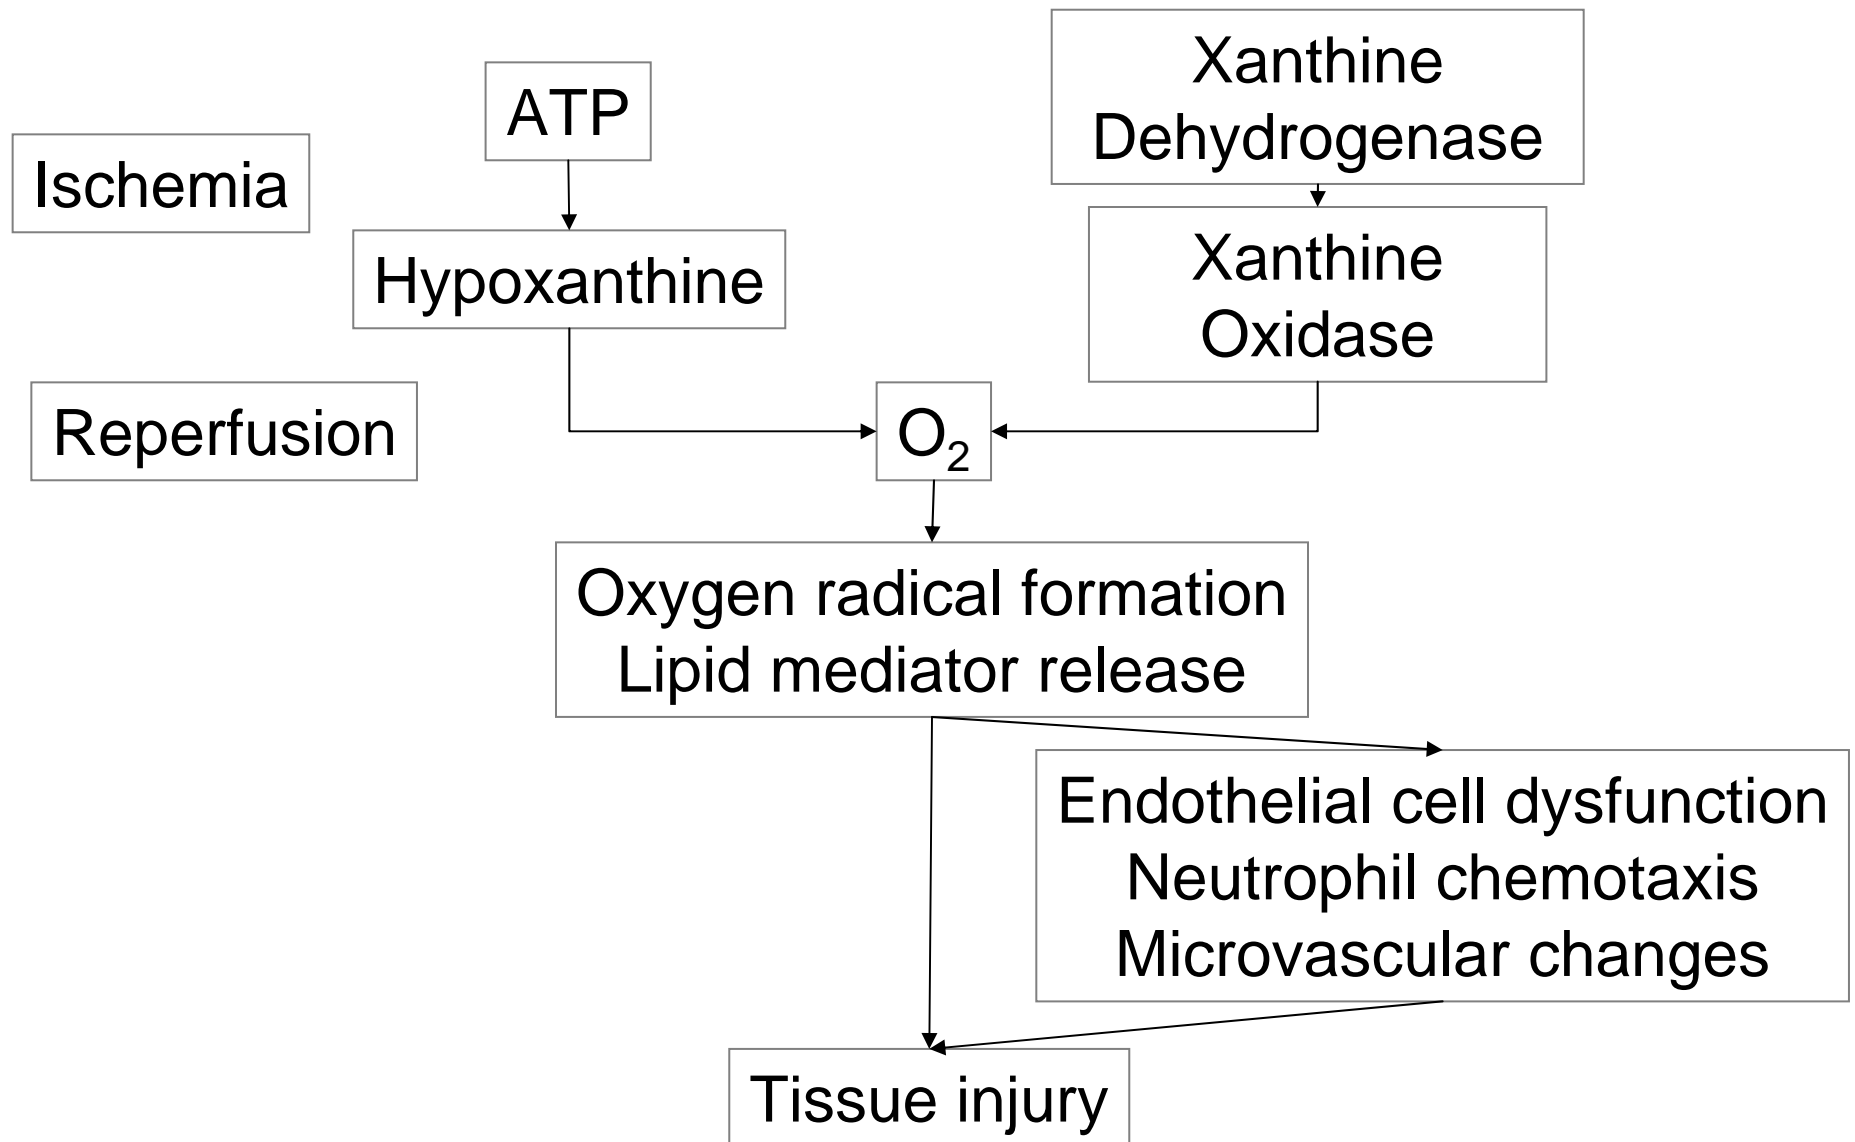 Xanthine
Dehydrogenase
ATP
Ischemia
Hypoxanthine
Xanthine
Oxidase
Reperfusion
O₂
Oxygen radical formation
Lipid mediator release
Endothelial cell dysfunction
Neutrophil chemotaxis
Microvascular changes
Tissue injury